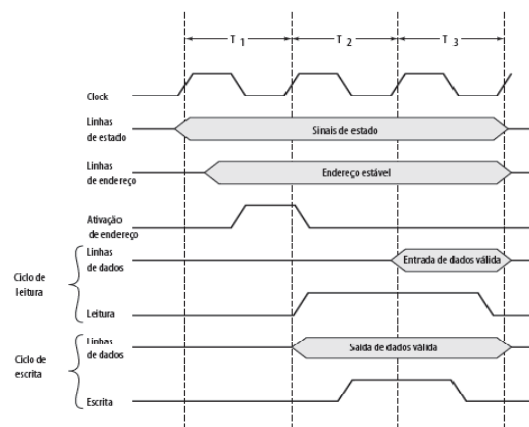 T 1
T 2
T 3
Clock
Linhas
de estado
Sinais de estado
Linhas
de endereço
Endereço estável
Ativação
de endereço
Ciclo de
leitura
Linhas
de dados
Entrada de dados válida
Leitura
Ciclo de
escrita
Linhas
de dados
Saída de dados válida
Escrita